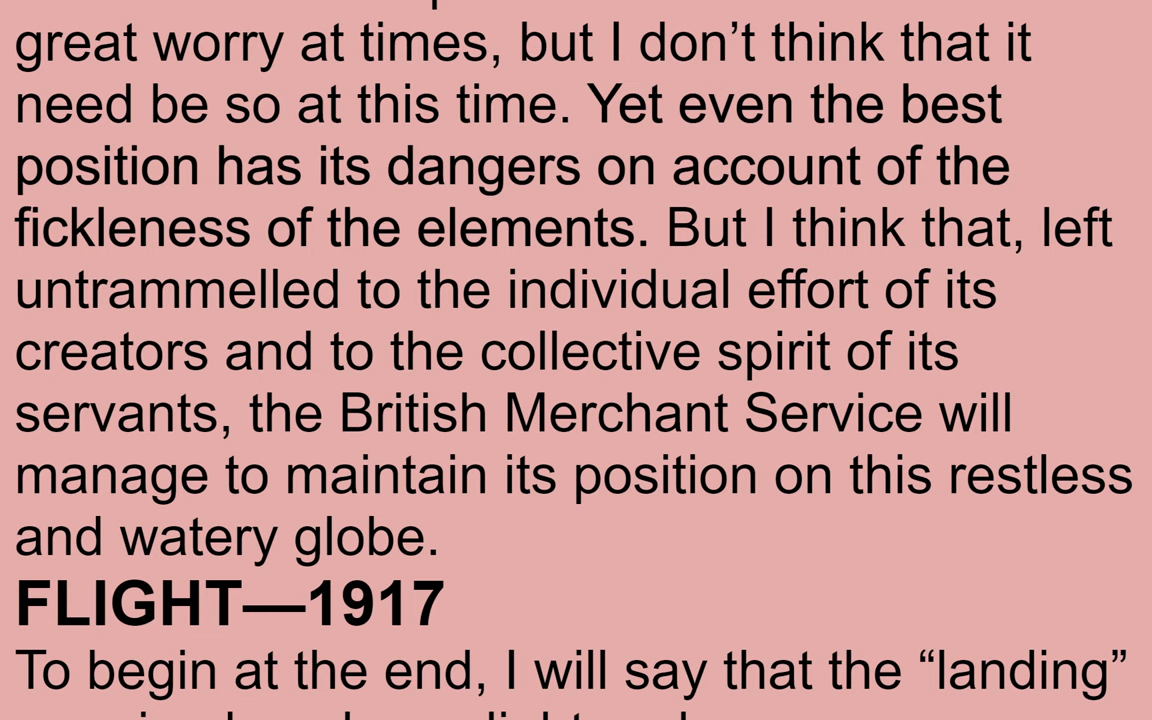 great worry at times, but I don’t think that it
need be so at this time. Yet even the best
position has its dangers on account of the
fickleness of the elements. But I think that, left
untrammelled to the individual effort of its
creators and to the collective spirit of its
servants, the British Merchant Service will
manage to maintain its position on this restless
and watery globe.
FLIGHT—1917
To begin at the end, I will say that the “landing”